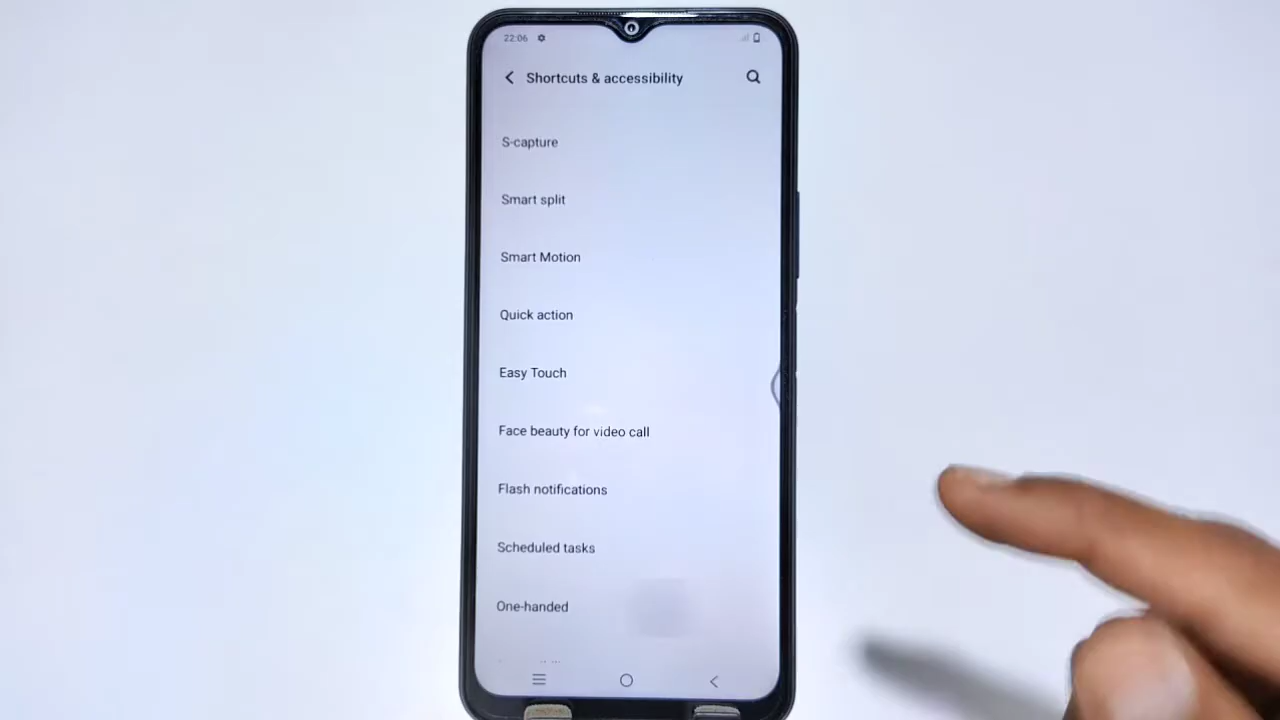 22:06
Shortcuts & accessibility
S-capture
Smart split
Smart Motion
Quick action
Easy Touch
Face beauty for video call
Flash notifications
Scheduled tasks
One-handed